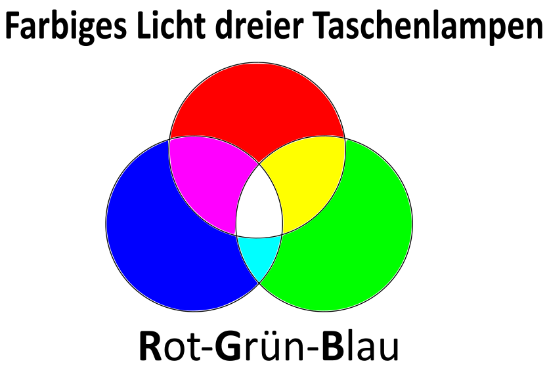 Farbiges Licht dreier Taschenlampen
Rot-Grün-Blau